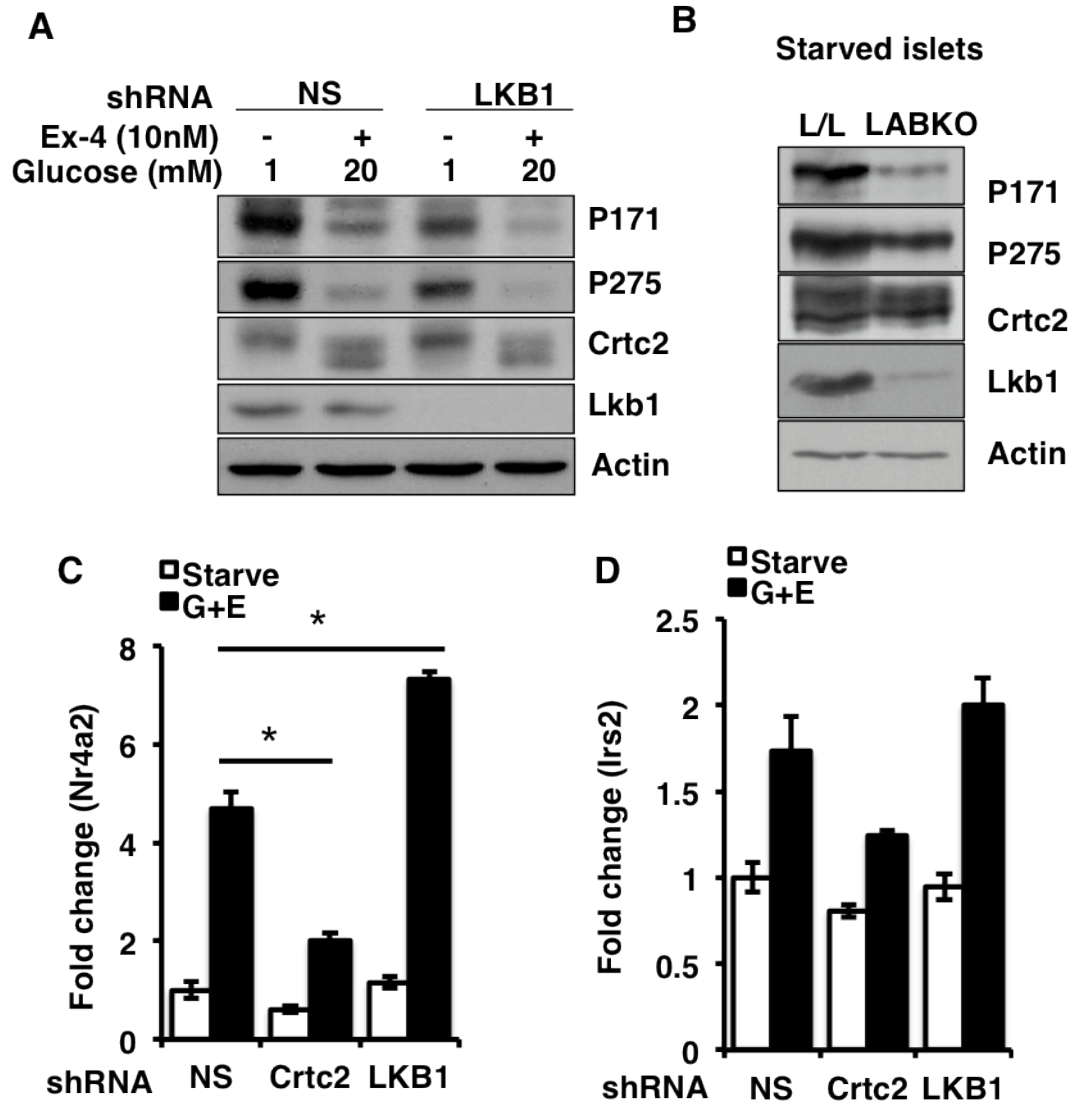 A
shRNA NS LKB1
Ex-4 (10nM) - + - +
Glucose (mM) 1 20 1 20
P171
P275
Crtc2
Lkb1
Actin
B
Starved islets
L/L LABKO
P171
P275
Crtc2
Lkb1
Actin
C
Starve
G+E
*
*
Fold change (Nr4a2)
8
6
4
2
0
shRNA NS Crtc2 LKB1
D
Starve
G+E
Fold change (Irs2)
2.5
2
1.5
1
0.5
0
shRNA NS Crtc2 LKB1